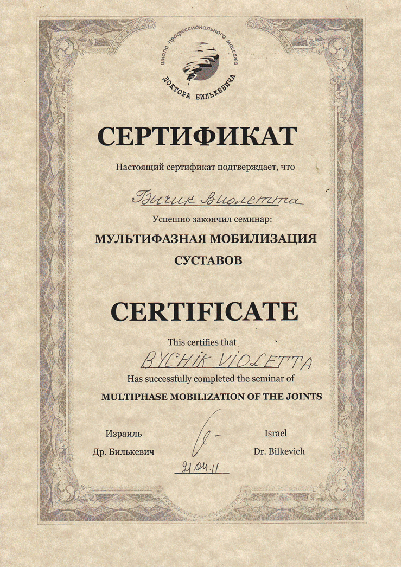 школа профессионального массажа
ДОКТОРА БИЛЬКЕВИЧА
СЕРТИФИКАТ
Настоящий сертификат подтверждает, что
Бычик Виолетта
Успешно закончил семинар:
МУЛЬТИФАЗНАЯ МОБИЛИЗАЦИЯ
СУСТАВОВ
CERTIFICATE
This certifies that
BYCHIK VIOLETTA
Has successfully completed the seminar of
MULTIPHASE MOBILIZATION OF THE JOINTS
Израиль Israel
Др. Билькевич Dr. Bilkevich
21.04.11